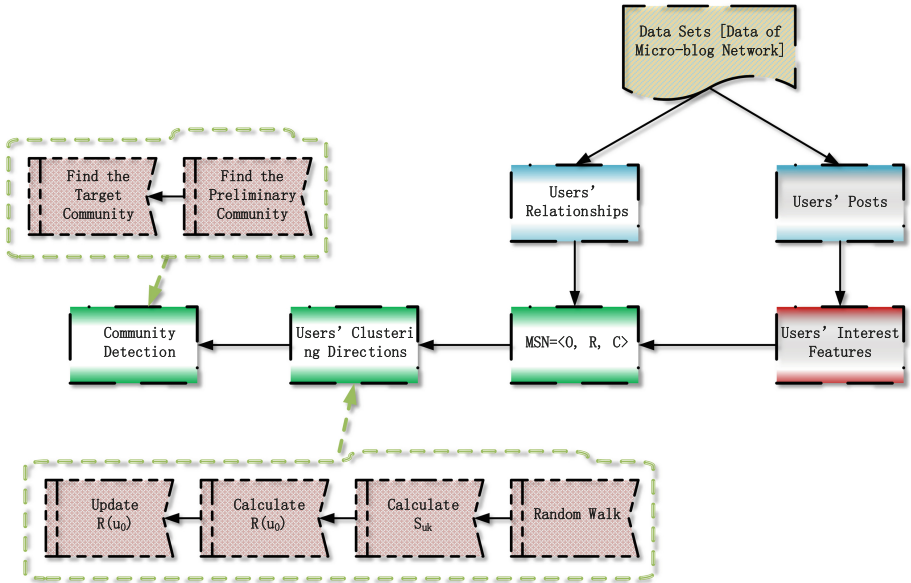 Data Sets [Data of
Micro-blog Network]
Find the
Target
Community
Find the
Preliminary
Community
Users'
Relationships
Users' Posts
Community
Detection
Users' Clusteri
ng Directions
MSN=<O, R, C>
Users' Interest
Features
Update
R(u₀)
Calculate
R(u₀)
Calculate
Sᵤₖ
Random Walk